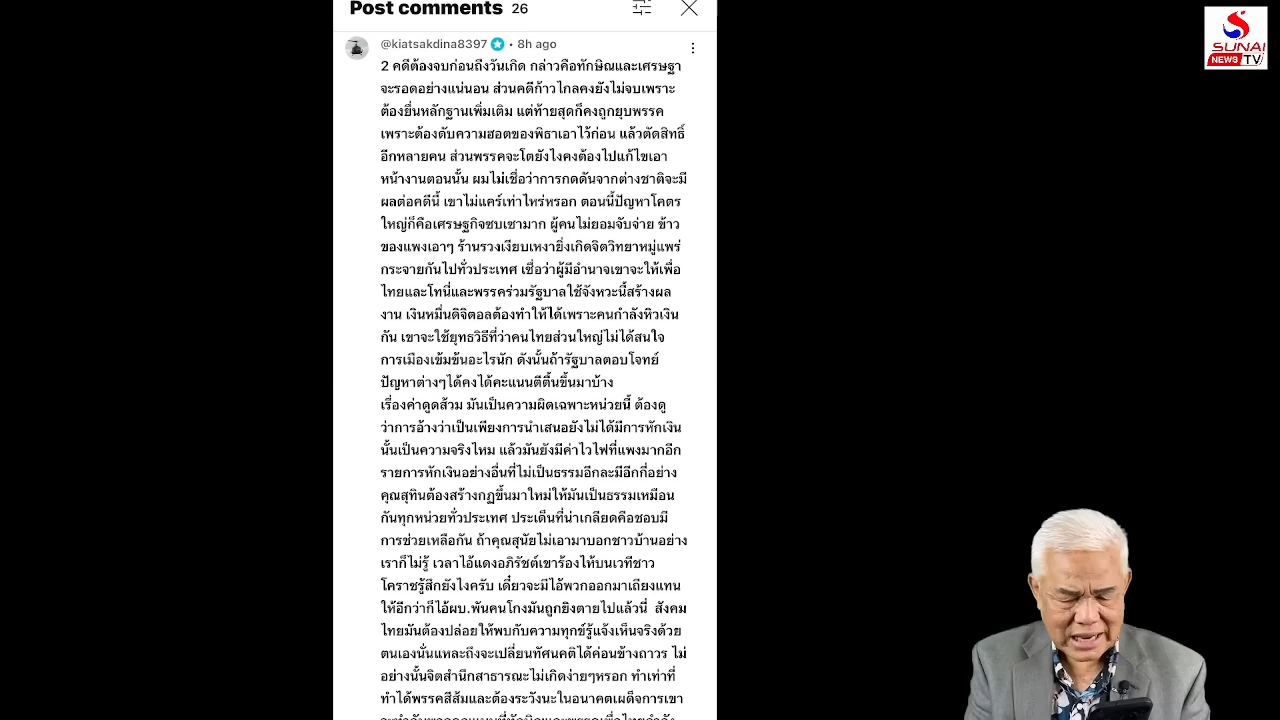 Post comments 26
@kiatsakdina8397 • 8h ago
2 คดีต้องจบก่อนถึงวันเกิด กล่าวคือทักษิณและเศรษฐา
จะรอดอย่างแน่นอน ส่วนคดีก้าวไกลคงยังไม่จบเพราะ
ต้องยื่นหลักฐานเพิ่มเติม แต่ท้ายสุดก็คงถูกยุบพรรค
เพราะต้องดับความฮอตของพิธาเอาไว้ก่อน แล้วตัดสิทธิ์
อีกหลายคน ส่วนพรรคจะโตยังไงคงต้องไปแก้ไขเอา
หน้างานตอนนั้น ผมไม่เชื่อว่าการกดดันจากต่างชาติจะมี
ผลต่อคดีนี้ เขาไม่แคร์เท่าไหร่หรอก ตอนนี้ปัญหาโคตร
ใหญ่ก็คือเศรษฐกิจซบเซามาก ผู้คนไม่ยอมจับจ่าย ข้าว
ของแพงเอาๆ ร้านรวงเงียบเหงายิ่งเกิดจิตวิทยาหมู่แพร่
กระจายกันไปทั่วประเทศ เชื่อว่าผู้มีอำนาจเขาจะให้เพื่อ
ไทยและโทนี่และพรรคร่วมรัฐบาลใช้จังหวะนี้สร้างผล
งาน เงินหมื่นดิจิตอลต้องทำให้ได้เพราะคนกำลังหิวเงิน
กัน เขาจะใช้ยุทธวิธีที่ว่าคนไทยส่วนใหญ่ไม่ได้สนใจ
การเมืองเข้มข้นอะไรนัก ดังนั้นถ้ารัฐบาลตอบโจทย์
ปัญหาต่างๆได้คงได้คะแนนตีตื้นขึ้นมาบ้าง
เรื่องค่าดูดส้วม มันเป็นความผิดเฉพาะหน่วยนี้ ต้องดู
ว่าการอ้างว่าเป็นเพียงการนำเสนอยังไม่ได้มีการหักเงิน
นั้นเป็นความจริงไหม แล้วมันยังมีค่าไวไฟที่แพงมากอีก
รายการหักเงินอย่างอื่นที่ไม่เป็นธรรมอีกละมีอีกกี่อย่าง
คุณสุทินต้องสร้างกฏขึ้นมาใหม่ให้มันเป็นธรรมเหมือน
กันทุกหน่วยทั่วประเทศ ประเด็นที่น่าเกลียดคือชอบมี
การช่วยเหลือกัน ถ้าคุณสุนัยไม่เอามาบอกชาวบ้านอย่าง
เราก็ไม่รู้ เวลาไอ้แดงอภิรัชต์เขาร้องไห้บนเวทีชาว
โคราชรู้สึกยังไงครับ เดี๋ยวจะมีไอ้พวกออกมาเถียงแทน
ให้อีกว่าก็ไอ้ผบ.พันคนโกงมันถูกยิงตายไปแล้วนี่ สังคม
ไทยมันต้องปล่อยให้พบกับความทุกข์รู้แจ้งเห็นจริงด้วย
ตนเองนั่นแหละถึงจะเปลี่ยนทัศนคติได้ค่อนข้างถาวร ไม่
อย่างนั้นจิตสำนึกสาธารณะไม่เกิดง่ายๆหรอก ทำเท่าที่
ทำได้พรรคสีส้มและต้องระวังนะในอนาคตเผด็จการเขา
SUNAI
NEWS TV